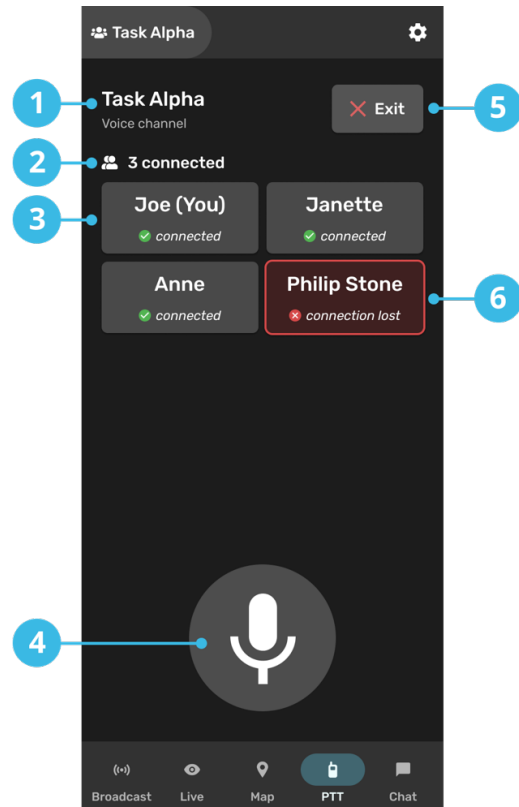 Task Alpha
1
Task Alpha
Voice channel
Exit
5
2
3 connected
3
Joe (You)
connected
Janette
connected
Anne
connected
Philip Stone
connection lost
6
4
Broadcast
Live
Map
PTT
Chat